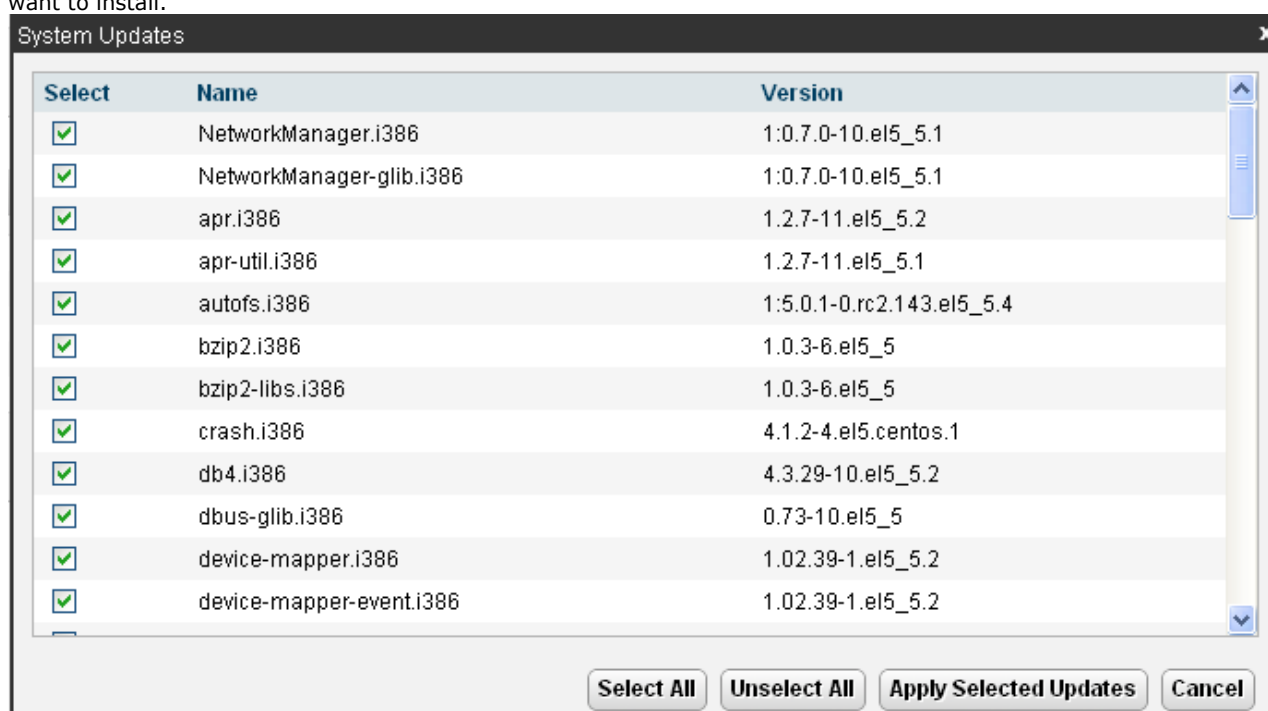 want to install.
System Updates x
Select Name Version
NetworkManager.i386 1:0.7.0-10.el5_5.1
NetworkManager-glib.i386 1:0.7.0-10.el5_5.1
apr.i386 1.2.7-11.el5_5.2
apr-util.i386 1.2.7-11.el5_5.1
autofs.i386 1:5.0.1-0.rc2.143.el5_5.4
bzip2.i386 1.0.3-6.el5_5
bzip2-libs.i386 1.0.3-6.el5_5
crash.i386 4.1.2-4.el5.centos.1
db4.i386 4.3.29-10.el5_5.2
dbus-glib.i386 0.73-10.el5_5
device-mapper.i386 1.02.39-1.el5_5.2
device-mapper-event.i386 1.02.39-1.el5_5.2
Select All Unselect All Apply Selected Updates Cancel